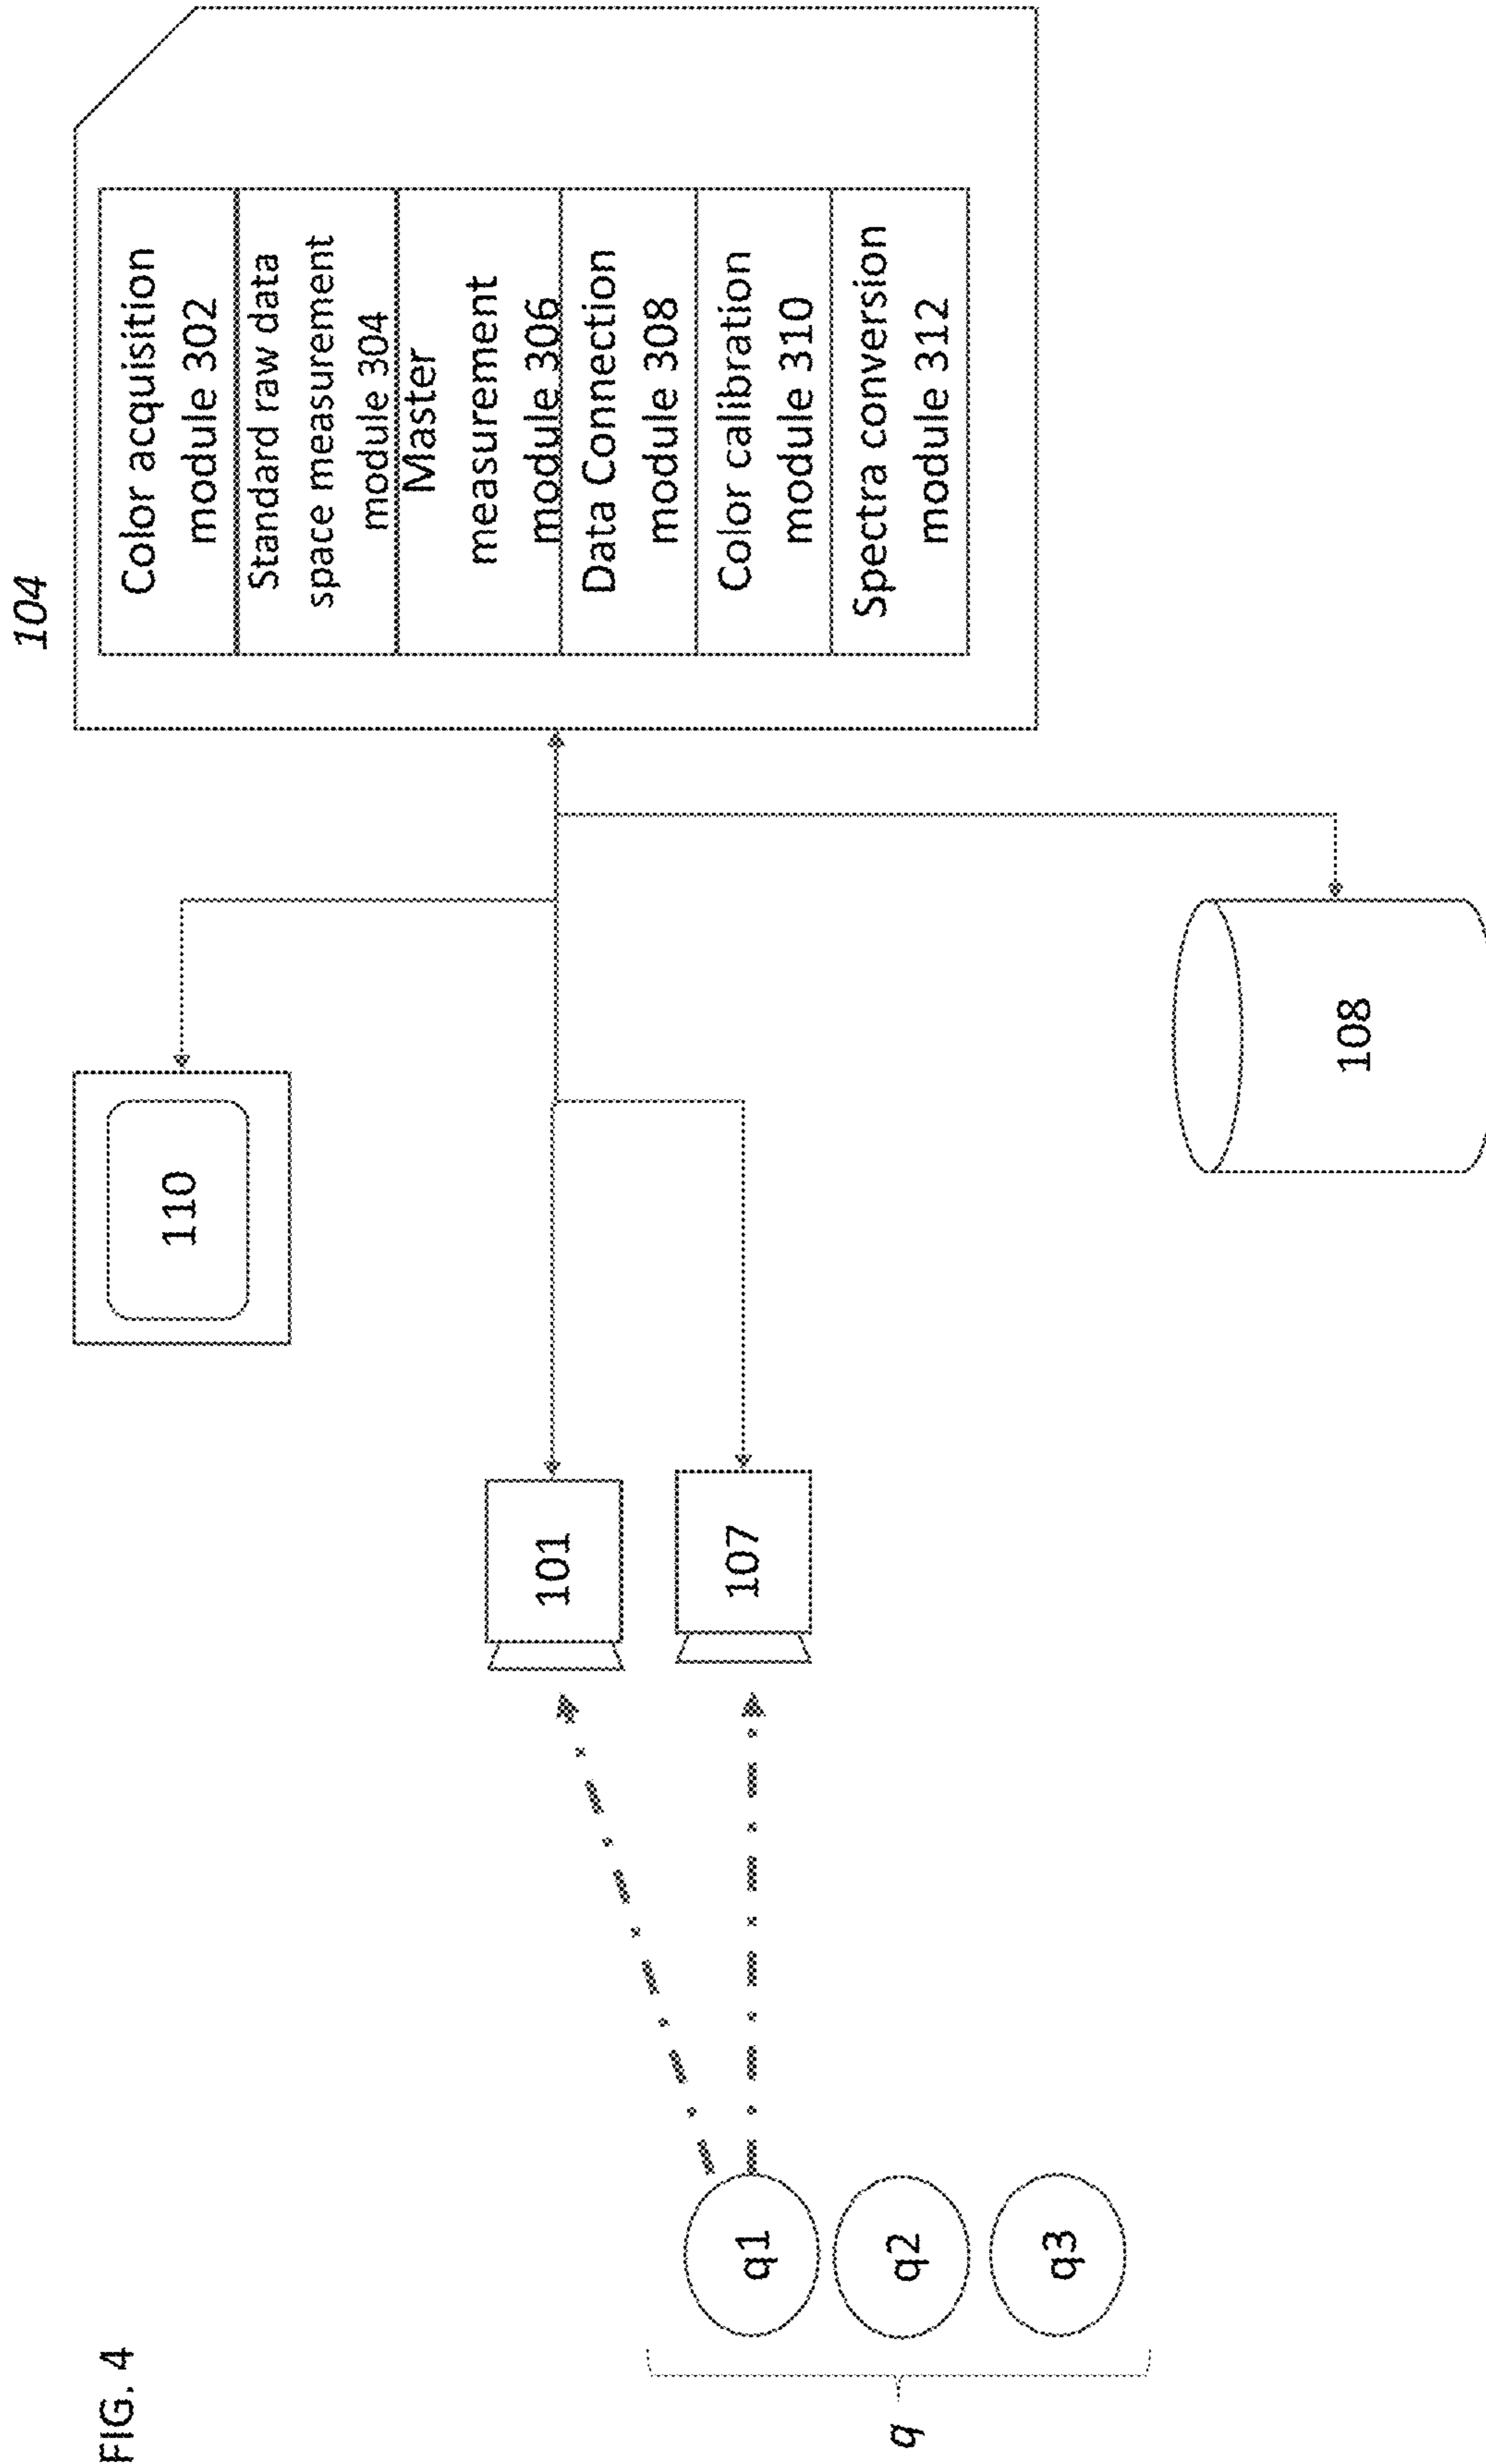 FIG. 4
104
Color acquisition
module 302
Standard raw data
space measurement
module 304
Master
measurement
module 306
Data Connection
module 308
Color calibration
module 310
Spectra conversion
module 312
110
101
107
108
q
q1
q2
q3